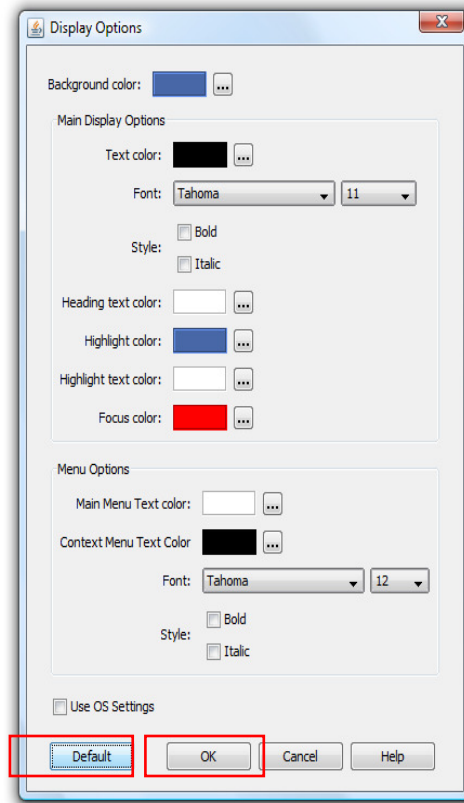 Display Options
Background color: ...
Main Display Options
Text color: ...
Font: Tahoma 11
Bold
Style:
Italic
Heading text color: ...
Highlight color: ...
Highlight text color: ...
Focus color: ...
Menu Options
Main Menu Text color: ...
Context Menu Text Color ...
Font: Tahoma 12
Bold
Style:
Italic
Use OS Settings
Default OK Cancel Help